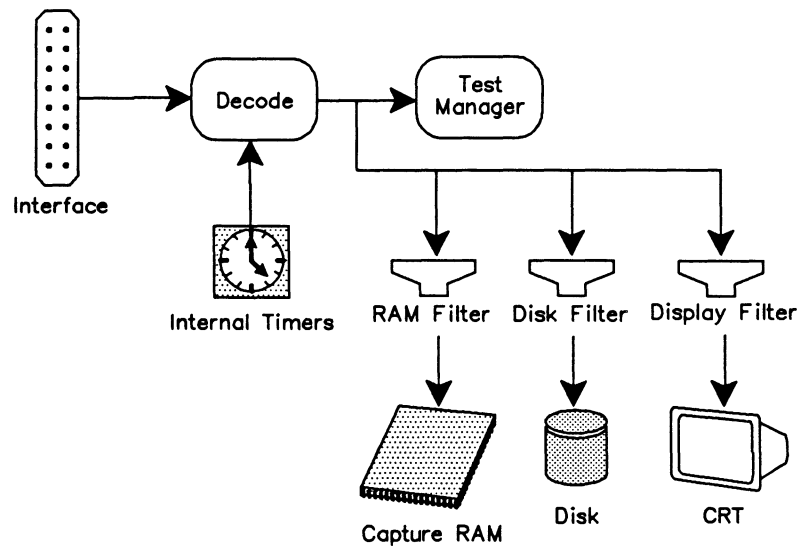 Decode
Test
Manager
Interface
Internal Timers
RAM Filter
Disk Filter
Display Filter
Capture RAM
Disk
CRT